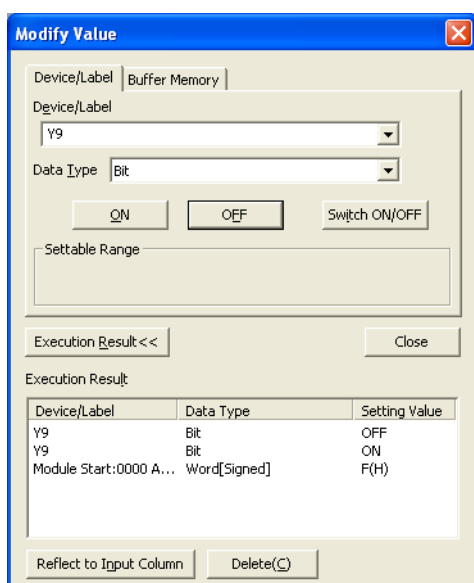 Modify Value
Device/Label Buffer Memory
Device/Label
Y9
Data Type Bit
ON OFF Switch ON/OFF
Settable Range
Execution Result<< Close
Execution Result
Device/Label Data Type Setting Value
Y9 Bit OFF
Y9 Bit ON
Module Start:0000 A... Word[Signed] F(H)
Reflect to Input Column Delete(C)